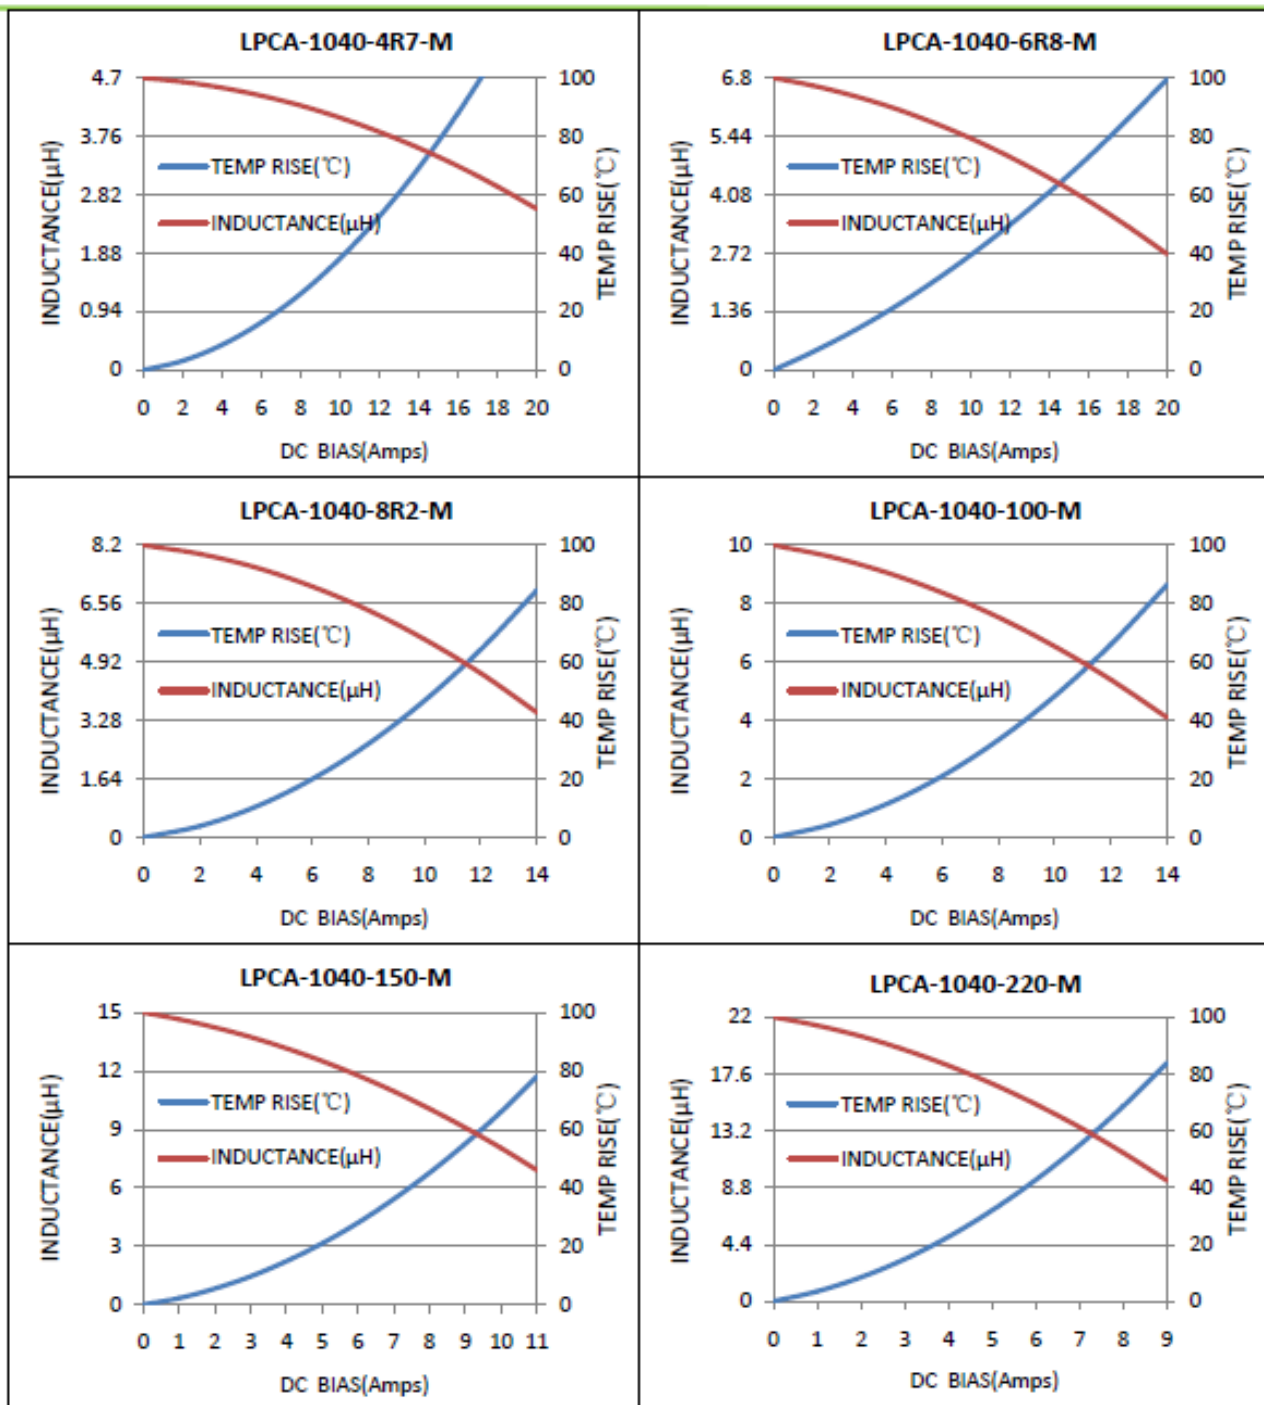 LPCA-1040-4R7-M
4.7
3.76
2.82
1.88
0.94
0
100
80
60
40
20
0
INDUCTANCE(μH)
TEMP RISE(℃)
TEMP RISE(℃)
INDUCTANCE(μH)
0 2 4 6 8 10 12 14 16 18 20
DC BIAS(Amps)
LPCA-1040-6R8-M
6.8
5.44
4.08
2.72
1.36
0
100
80
60
40
20
0
INDUCTANCE(μH)
TEMP RISE(℃)
TEMP RISE(℃)
INDUCTANCE(μH)
0 2 4 6 8 10 12 14 16 18 20
DC BIAS(Amps)
LPCA-1040-8R2-M
8.2
6.56
4.92
3.28
1.64
0
100
80
60
40
20
0
INDUCTANCE(μH)
TEMP RISE(℃)
TEMP RISE(℃)
INDUCTANCE(μH)
0 2 4 6 8 10 12 14
DC BIAS(Amps)
LPCA-1040-100-M
10
8
6
4
2
0
100
80
60
40
20
0
INDUCTANCE(μH)
TEMP RISE(℃)
TEMP RISE(℃)
INDUCTANCE(μH)
0 2 4 6 8 10 12 14
DC BIAS(Amps)
LPCA-1040-150-M
15
12
9
6
3
0
100
80
60
40
20
0
INDUCTANCE(μH)
TEMP RISE(℃)
TEMP RISE(℃)
INDUCTANCE(μH)
0 1 2 3 4 5 6 7 8 9 10 11
DC BIAS(Amps)
LPCA-1040-220-M
22
17.6
13.2
8.8
4.4
0
100
80
60
40
20
0
INDUCTANCE(μH)
TEMP RISE(℃)
TEMP RISE(℃)
INDUCTANCE(μH)
0 1 2 3 4 5 6 7 8 9
DC BIAS(Amps)